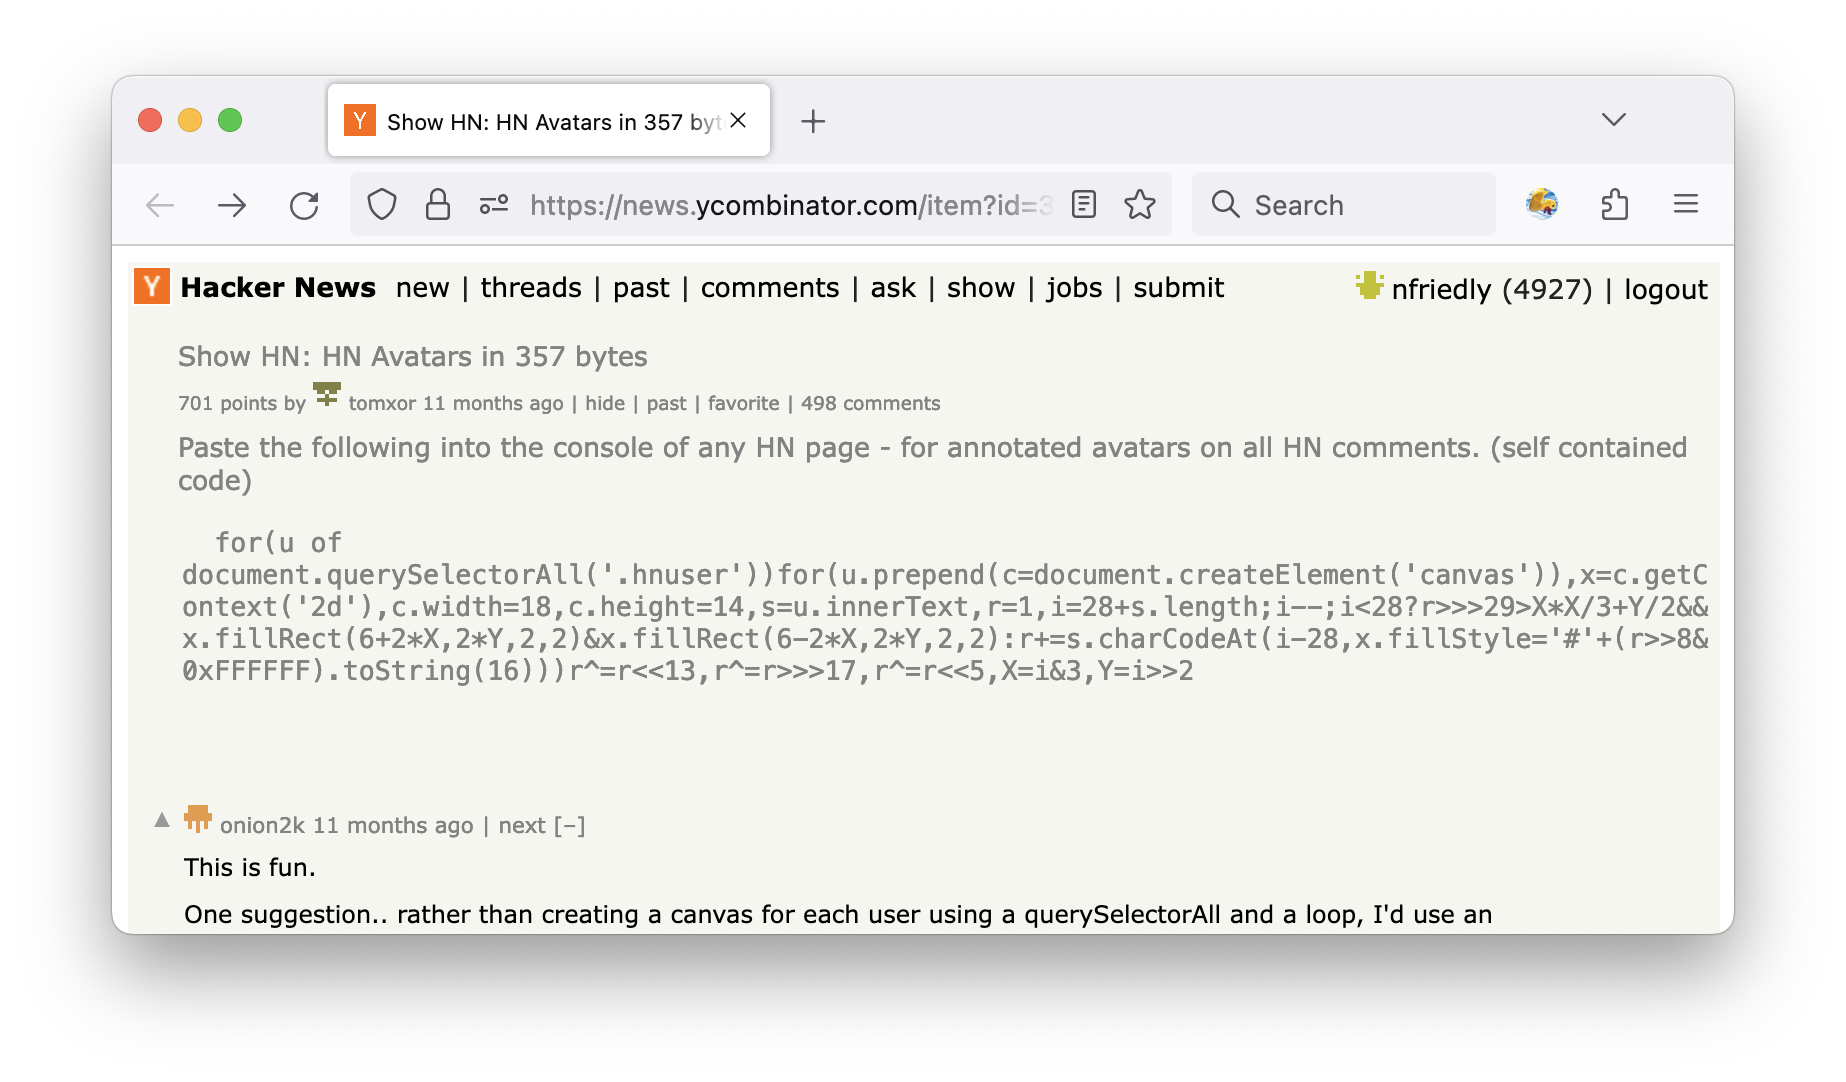 Y Show HN: HN Avatars in 357 byt
https://news.ycombinator.com/item?id=3 Search
Y Hacker News new | threads | past | comments | ask | show | jobs | submit nfriedly (4927) | logout
Show HN: HN Avatars in 357 bytes
701 points by tomxor 11 months ago | hide | past | favorite | 498 comments
Paste the following into the console of any HN page - for annotated avatars on all HN comments. (self contained
code)
for(u of
document.querySelectorAll('.hnuser'))for(u.prepend(c=document.createElement('canvas')),x=c.getC
ontext('2d'),c.width=18,c.height=14,s=u.innerText,r=1,i=28+s.length;i--;i<28?r>>>29>X*X/3+Y/2&&
x.fillRect(6+2*X,2*Y,2,2)&x.fillRect(6-2*X,2*Y,2,2):r+=s.charCodeAt(i-28,x.fillStyle='#'+(r>>8&
0xFFFFFF).toString(16)))r^=r<<13,r^=r>>>17,r^=r<<5,X=i&3,Y=i>>2
▲ onion2k 11 months ago | next [–]
This is fun.
One suggestion.. rather than creating a canvas for each user using a querySelectorAll and a loop, I'd use an